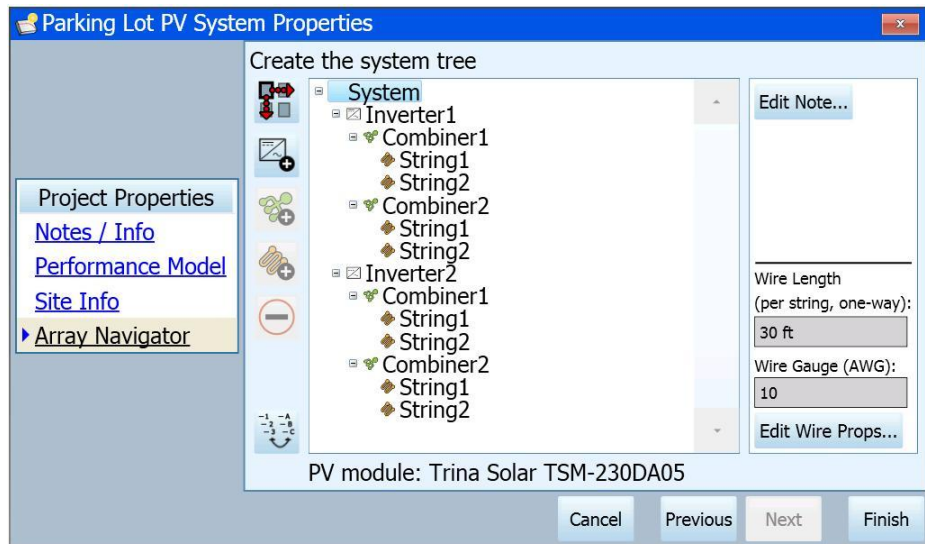 Parking Lot PV System Properties
x
Project Properties
Notes / Info
Performance Model
Site Info
Array Navigator
Create the system tree
System
Inverter1
Combiner1
String1
String2
Combiner2
String1
String2
Inverter2
Combiner1
String1
String2
Combiner2
String1
String2
-1 -A
-2 -B
-3 -C
Edit Note...
Wire Length
(per string, one-way):
30 ft
Wire Gauge (AWG):
10
Edit Wire Props...
PV module: Trina Solar TSM-230DA05
Cancel
Previous
Next
Finish